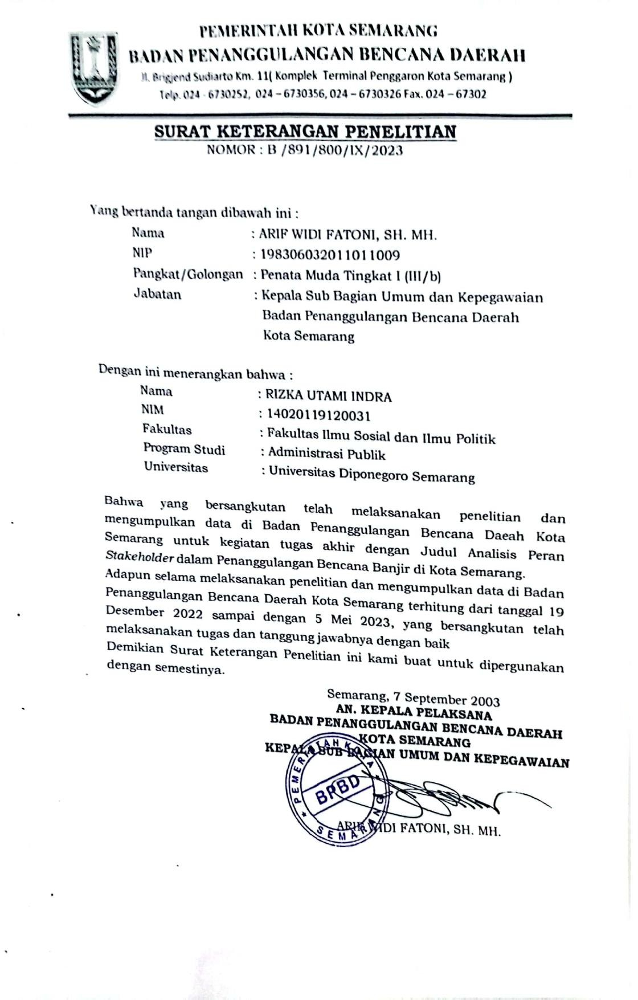 PEMERINTAH KOTA SEMARANG
BADAN PENANGGULANGAN BENCANA DAERAH
Jl. Brigjend Sudiarto Km. 11( Komplek Terminal Penggaron Kota Semarang )
Telp. 024 - 6730252, 024 – 6730356, 024 – 6730326 Fax. 024 – 67302
SURAT KETERANGAN PENELITIAN
NOMOR : B /891/800/IX/2023
Yang bertanda tangan dibawah ini :
Nama : ARIF WIDI FATONI, SH. MH.
NIP : 198306032011011009
Pangkat/Golongan : Penata Muda Tingkat I (III/b)
Jabatan : Kepala Sub Bagian Umum dan Kepegawaian
Badan Penanggulangan Bencana Daerah
Kota Semarang
Dengan ini menerangkan bahwa :
Nama : RIZKA UTAMI INDRA
NIM : 14020119120031
Fakultas : Fakultas Ilmu Sosial dan Ilmu Politik
Program Studi : Administrasi Publik
Universitas : Universitas Diponegoro Semarang
Bahwa yang bersangkutan telah melaksanakan penelitian dan
mengumpulkan data di Badan Penanggulangan Bencana Daeah Kota
Semarang untuk kegiatan tugas akhir dengan Judul Analisis Peran
Stakeholder dalam Penanggulangan Bencana Banjir di Kota Semarang.
Adapun selama melaksanakan penelitian dan mengumpulkan data di Badan
Penanggulangan Bencana Daerah Kota Semarang terhitung dari tanggal 19
Desember 2022 sampai dengan 5 Mei 2023, yang bersangkutan telah
melaksanakan tugas dan tanggung jawabnya dengan baik
Demikian Surat Keterangan Penelitian ini kami buat untuk dipergunakan
dengan semestinya.
Semarang, 7 September 2003
AN. KEPALA PELAKSANA
BADAN PENANGGULANGAN BENCANA DAERAH
KOTA SEMARANG
KEPALA SUB BAGIAN UMUM DAN KEPEGAWAIAN
PEMERINTAH KOTA
BPBD
SEMARANG
ARIF WIDI FATONI, SH. MH.